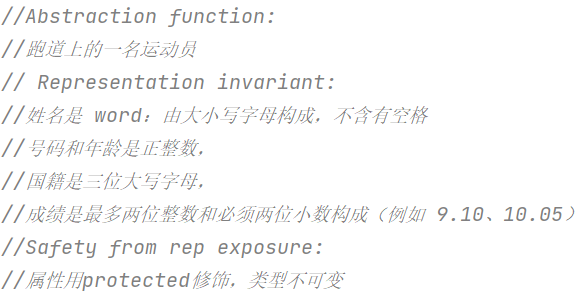 //Abstraction function:
//跑道上的一名运动员
// Representation invariant:
//姓名是 word：由大小写字母构成，不含有空格
//号码和年龄是正整数，
//国籍是三位大写字母，
//成绩是最多两位整数和必须两位小数构成（例如 9.10、10.05）
//Safety from rep exposure:
//属性用protected修饰，类型不可变